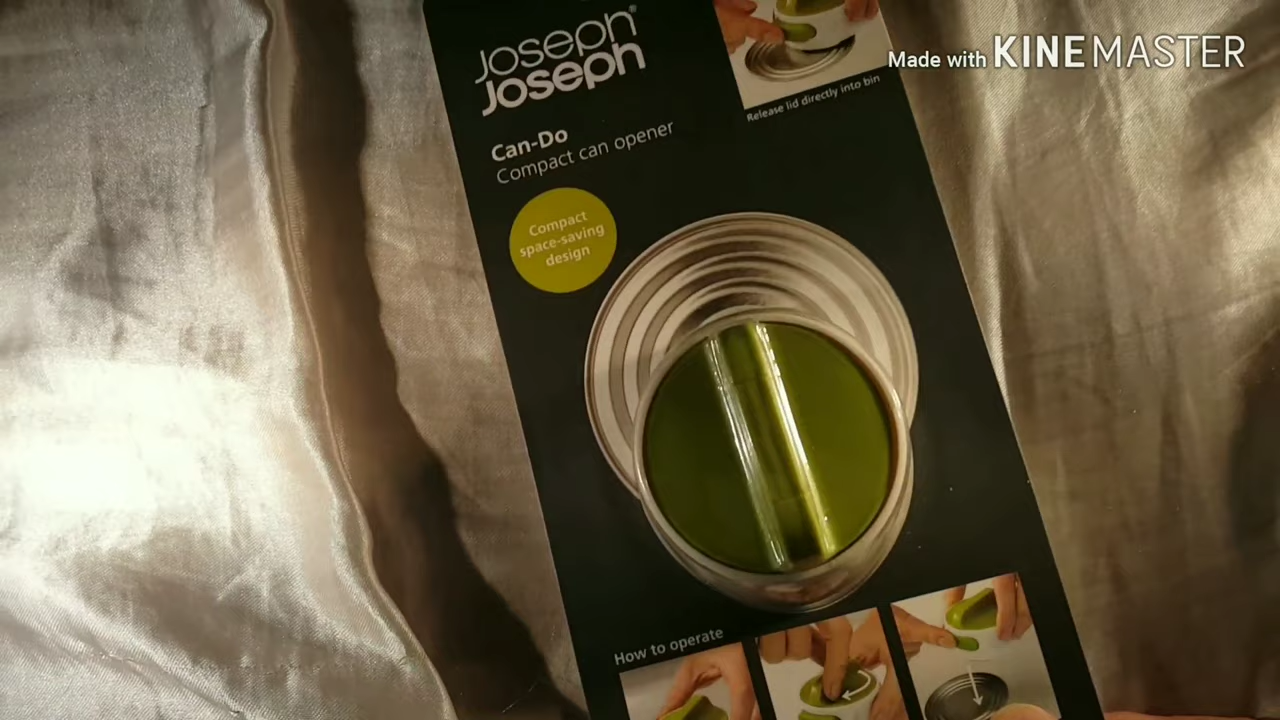 Joseph®
Joseph
Made with KINEMASTER
Release lid directly into bin
Can-Do
Compact can opener
Compact
space-saving
design
How to operate